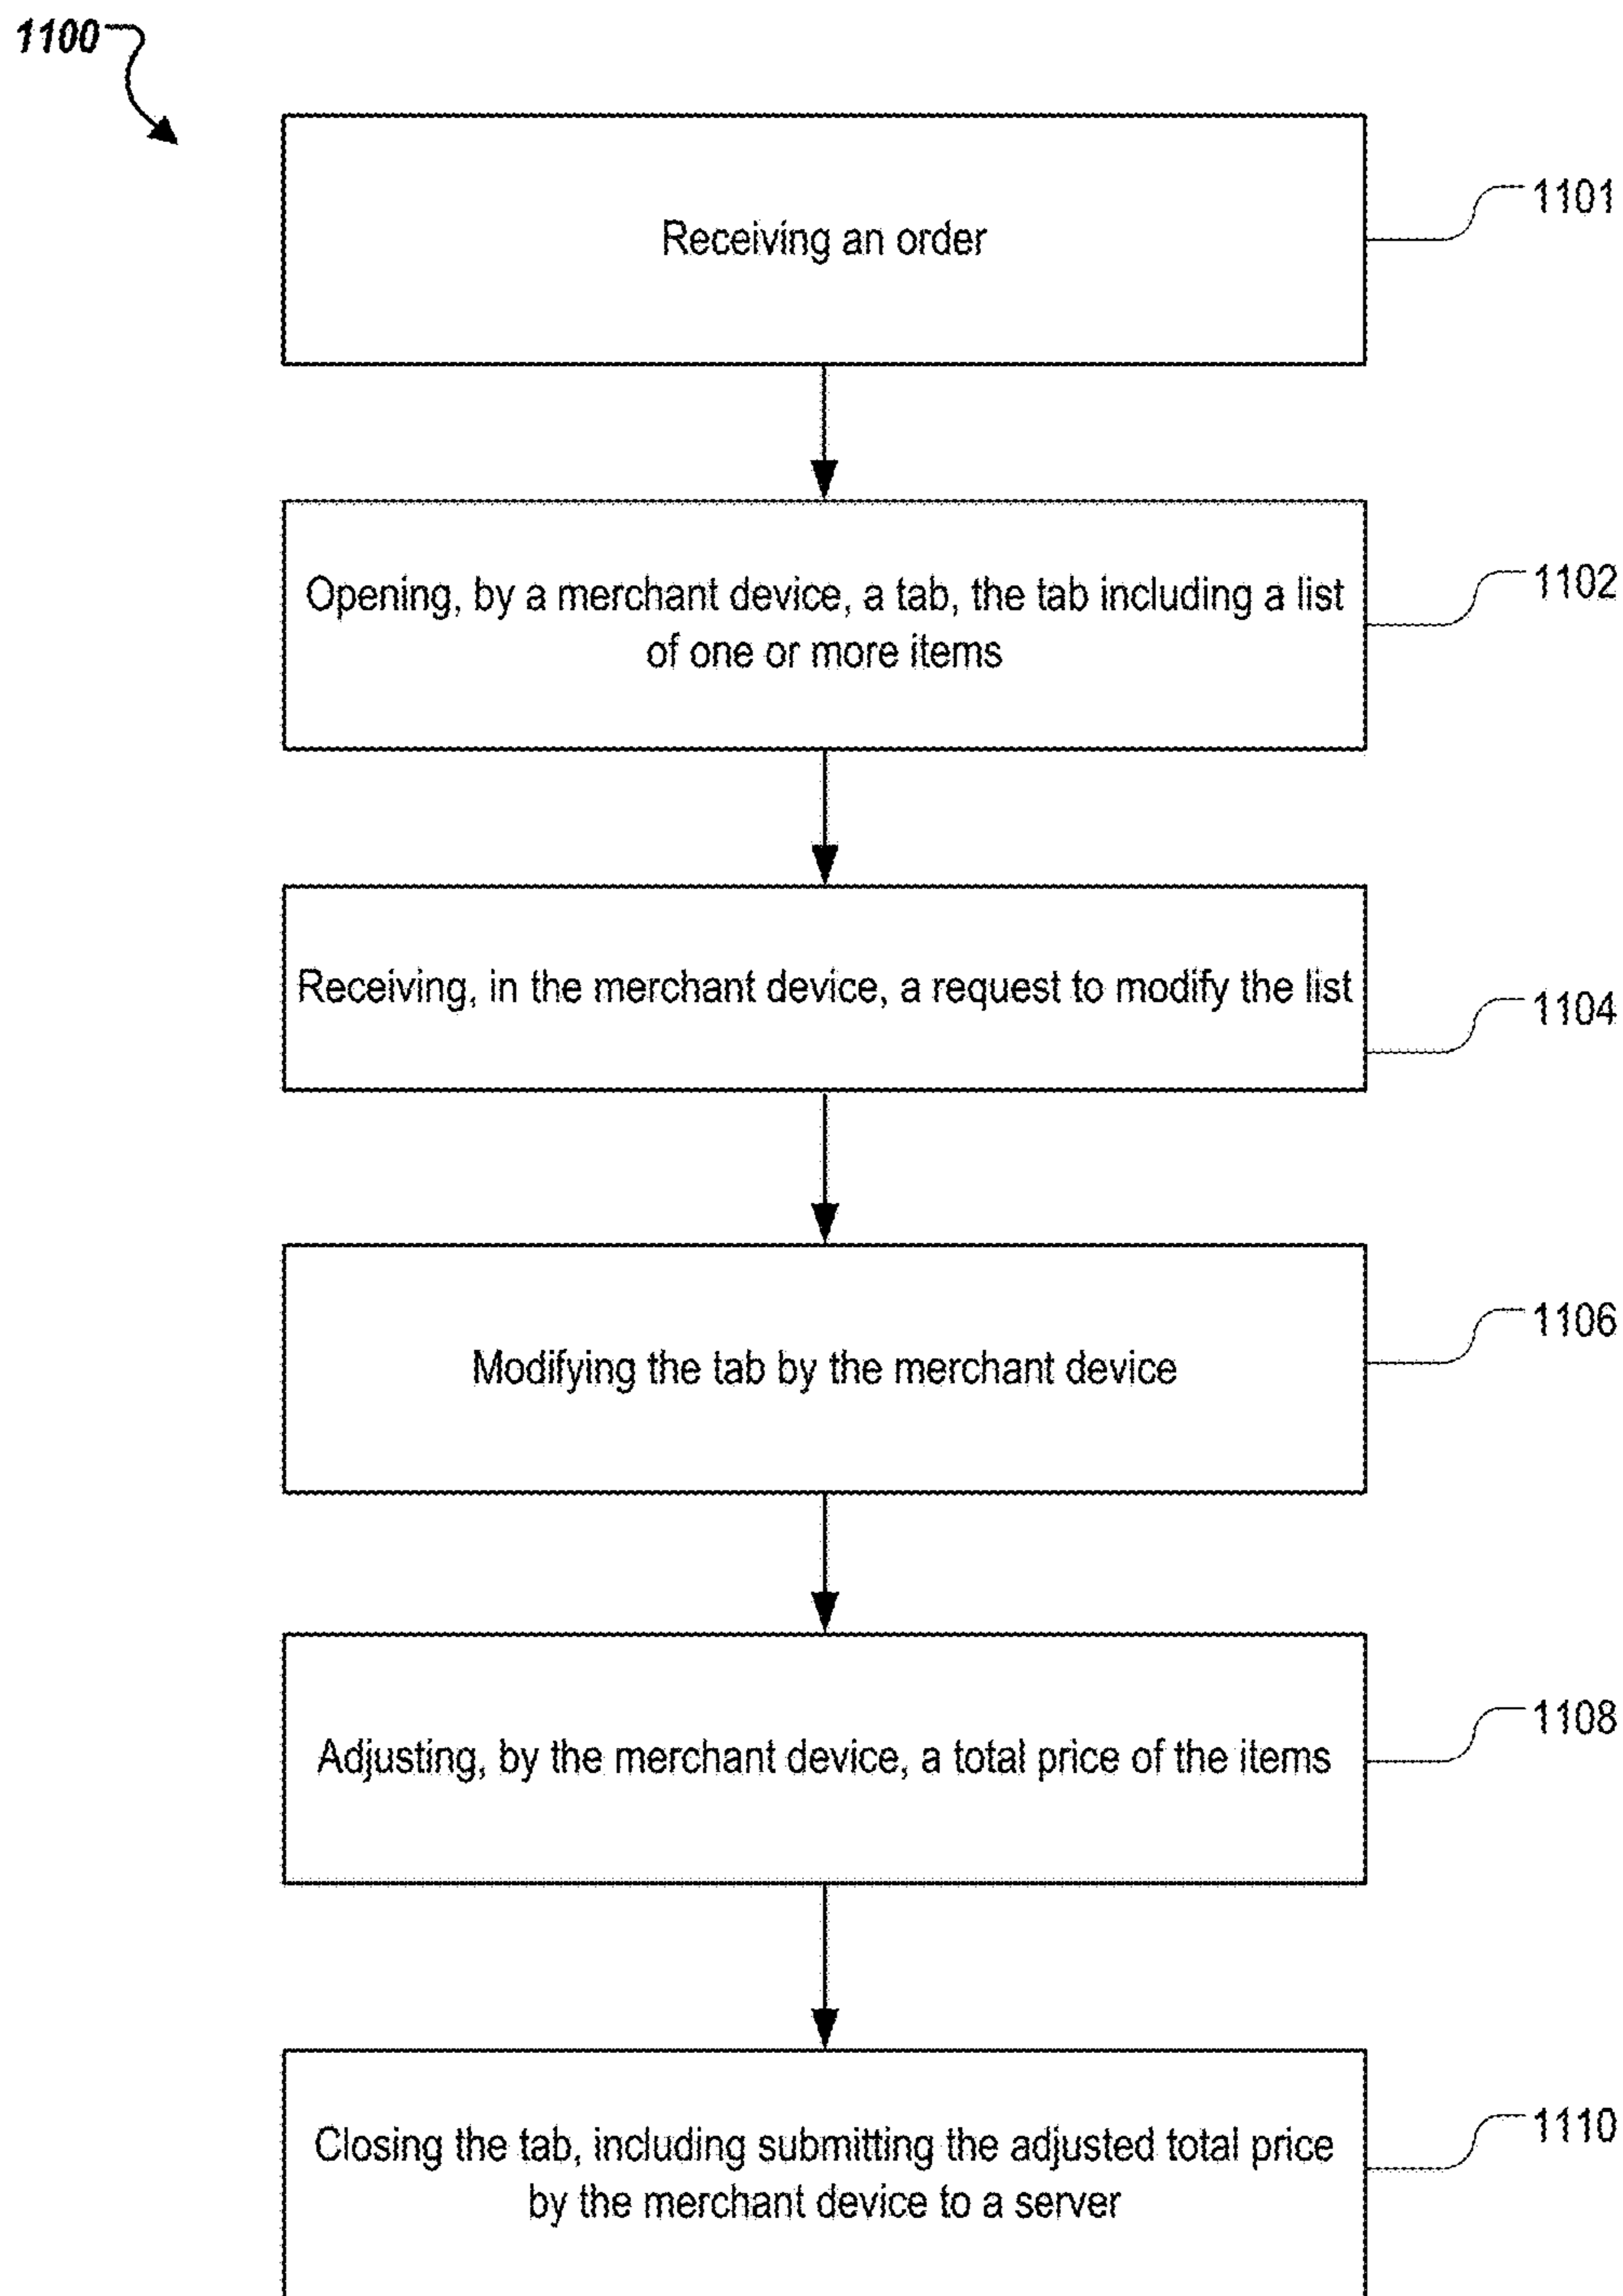 1100
Receiving an order
1101
Opening, by a merchant device, a tab, the tab including a list
of one or more items
1102
Receiving, in the merchant device, a request to modify the list
1104
Modifying the tab by the merchant device
1106
Adjusting, by the merchant device, a total price of the items
1108
Closing the tab, including submitting the adjusted total price
by the merchant device to a server
1110